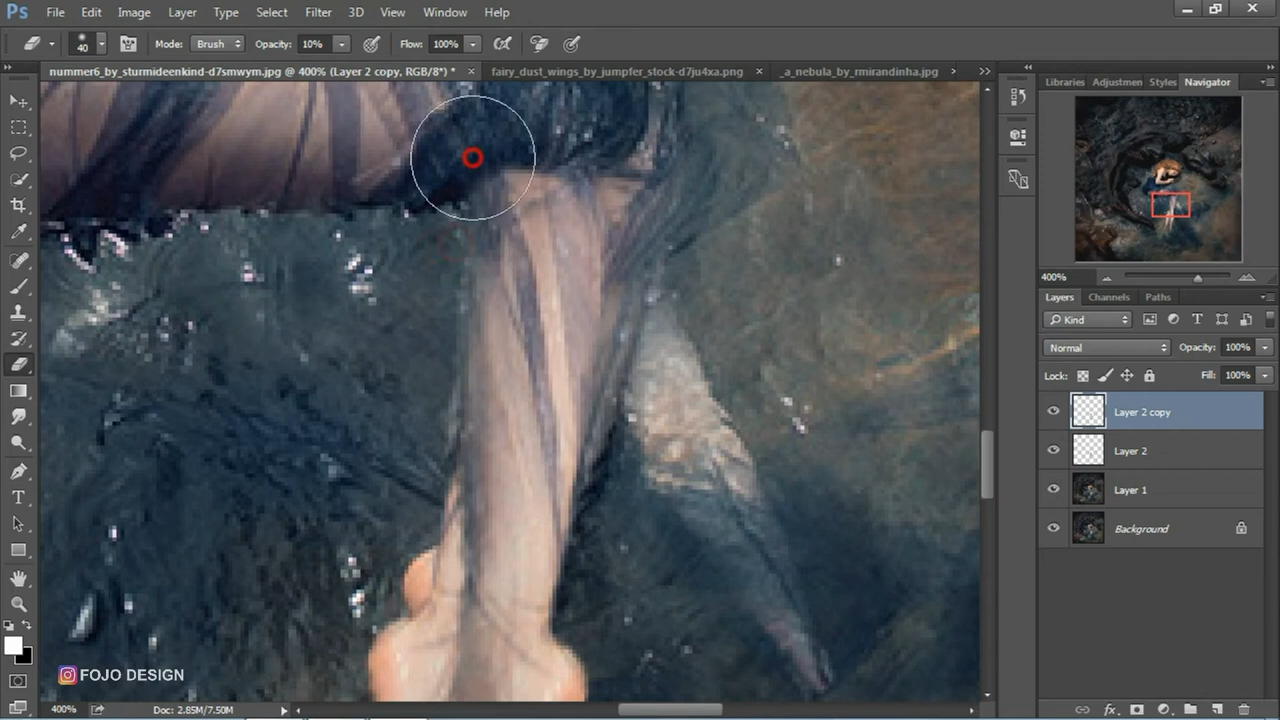 Ps File Edit Image Layer Type Select Filter 3D View Window Help
40 Mode: Brush Opacity: 10% Flow: 100%
nummer6_by_sturmideenkind-d7smwym.jpg @ 400% (Layer 2 copy, RGB/8*) * × fairy_dust_wings_by_jumpfer_stock-d7ju4xa.png × _a_nebula_by_rmirandinha.jpg
Libraries Adjustmen Styles Navigator
400%
Layers Channels Paths
Kind
Normal Opacity: 100%
Lock: Fill: 100%
Layer 2 copy
Layer 2
Layer 1
Background
FOJO DESIGN
400% Doc: 2.85M/7.50M